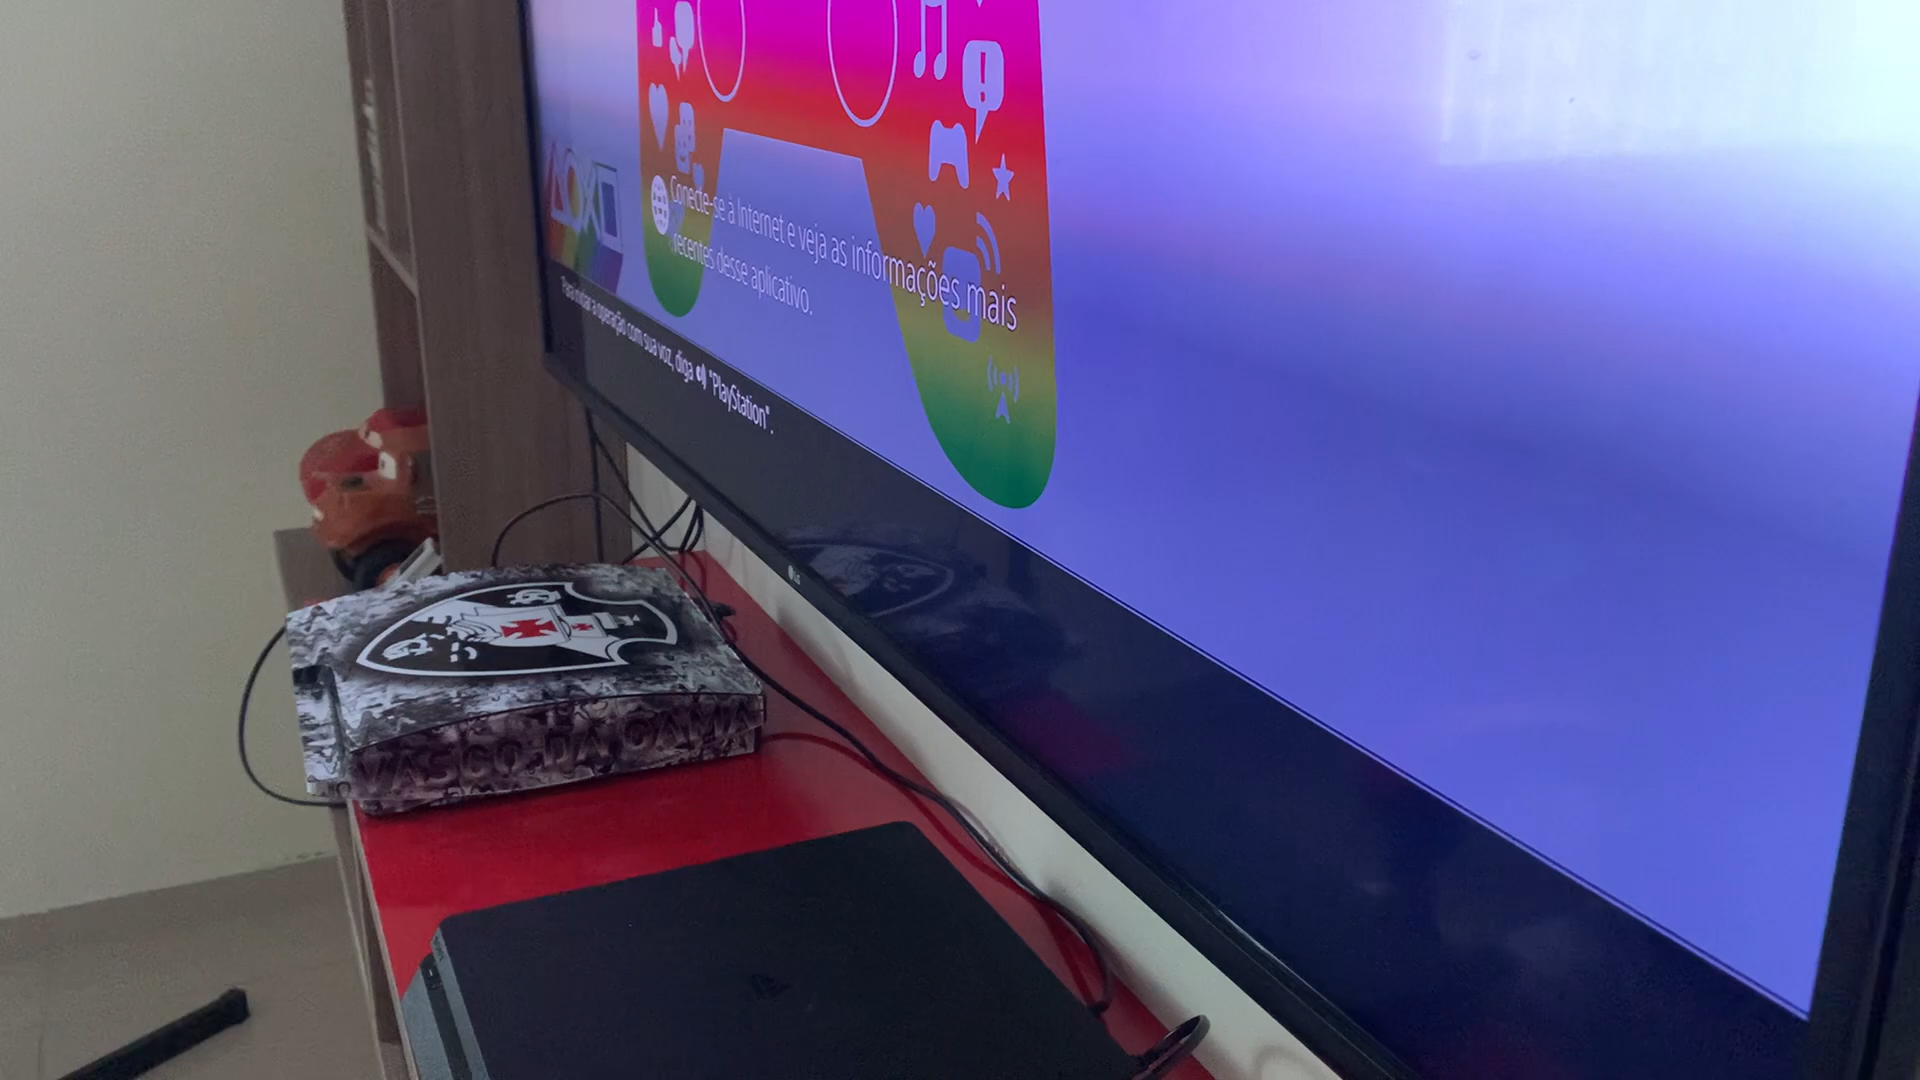 Conecte-se à Internet e veja as informações mais
recentes desse aplicativo.
Para iniciar a operação com sua voz, diga "PlayStation".
LG
VASCO DA GAMA